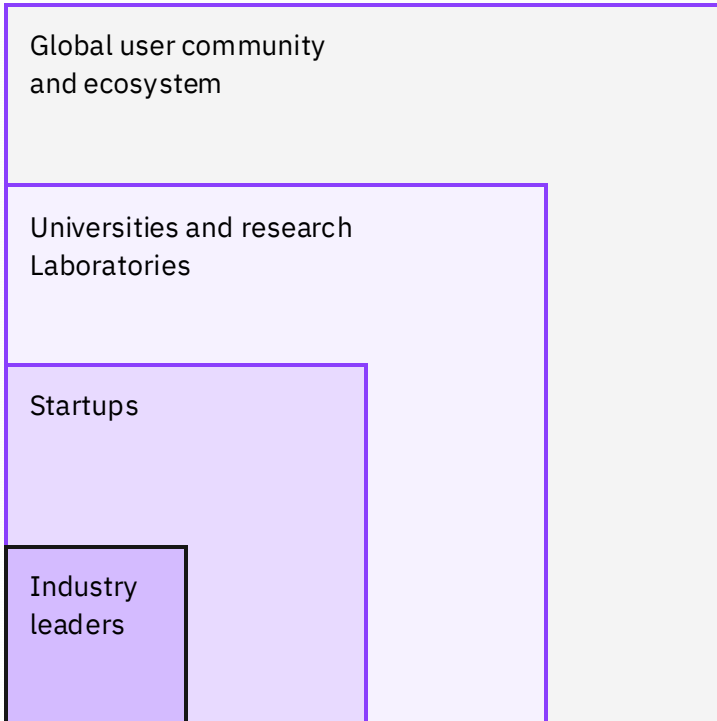 Global user community
and ecosystem
Universities and research
Laboratories
Startups
Industry
leaders